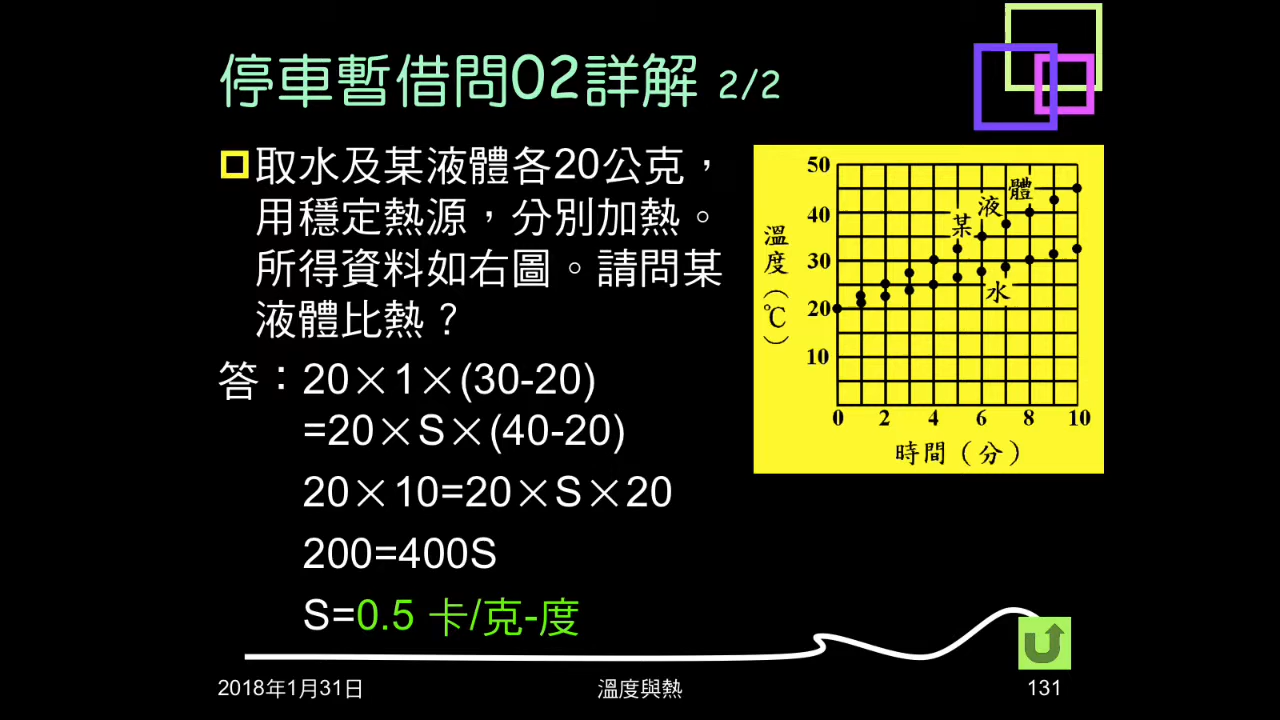 停車暫借問02詳解 2/2
取水及某液體各20公克，
用穩定熱源，分別加熱。
所得資料如右圖。請問某
液體比熱？
答：20×1×(30-20)
=20×S×(40-20)
20×10=20×S×20
200=400S
S=0.5 卡/克-度
溫度(℃)
50
40
30
20
10
某液體
水
0 2 4 6 8 10
時間(分)
2018年1月31日
溫度與熱
131